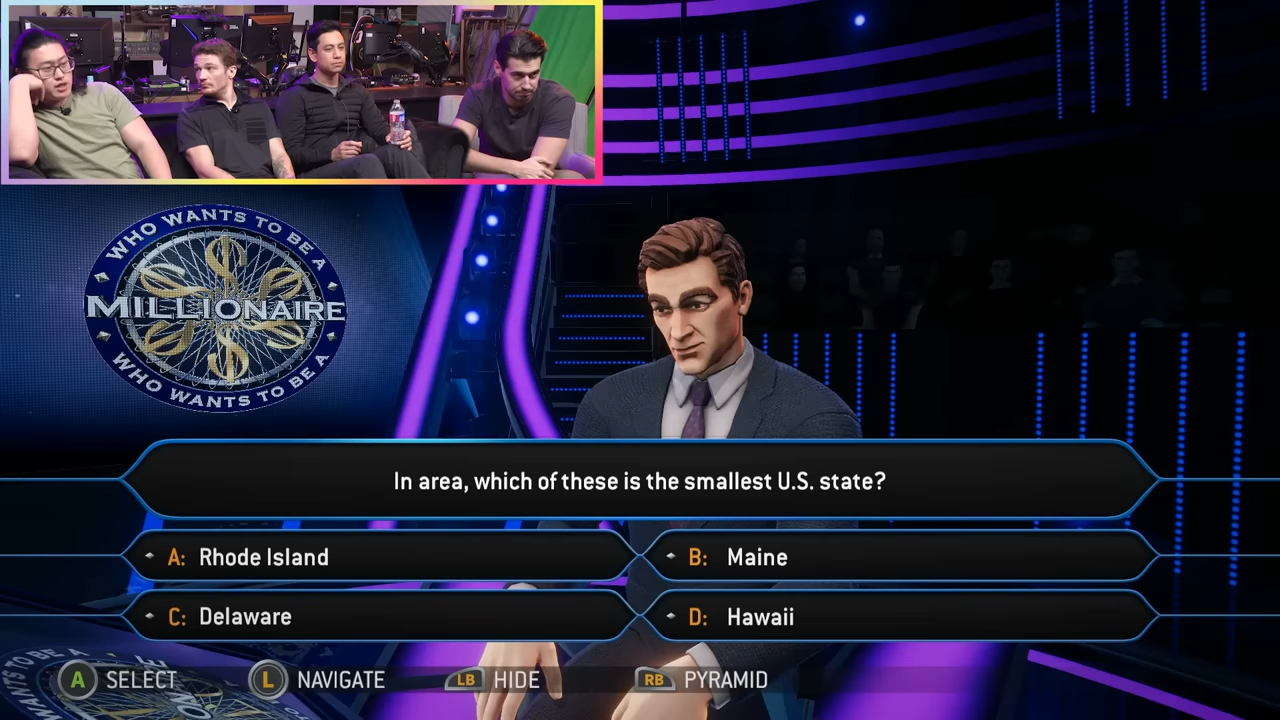 WHO WANTS TO BE A
MILLIONAIRE
WHO WANTS TO BE A
In area, which of these is the smallest U.S. state?
A: Rhode Island
B: Maine
C: Delaware
D: Hawaii
A SELECT
L NAVIGATE
LB HIDE
RB PYRAMID